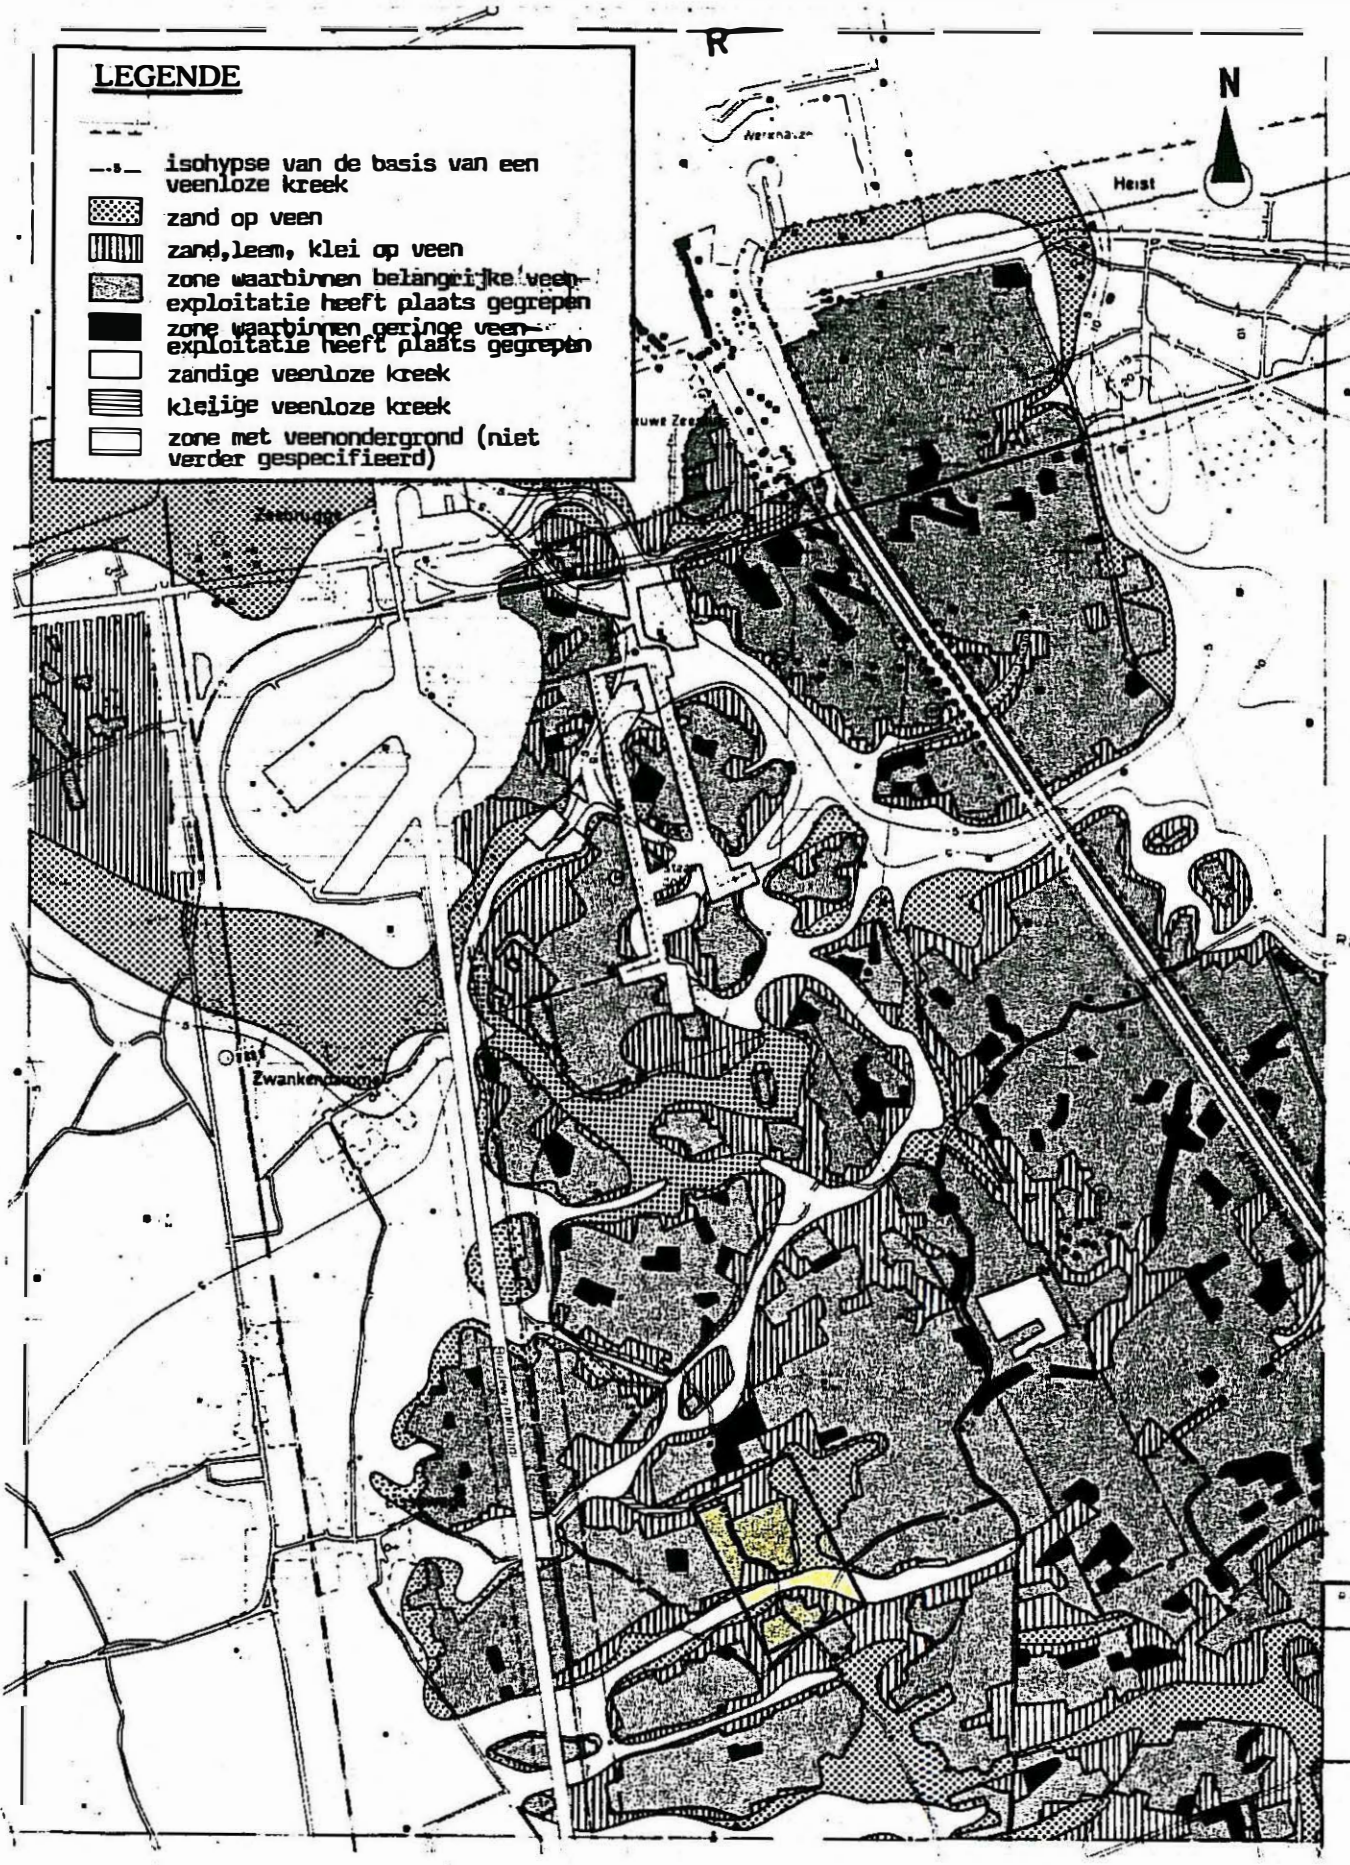 R
LEGENDE
N
isohypse van de basis van een
veenloze kreek
zand op veen
zand,leem, klei op veen
zone waarbinnen belangrijke veen-
exploitatie heeft plaats gegrepen
zone waarbinnen geringe veen-
exploitatie heeft plaats gegrepen
zandige veenloze kreek
kleiige veenloze kreek
zone met veenondergrond (niet
verder gespecifieerd)
Heist
Zeebrugge
Zwankendamme